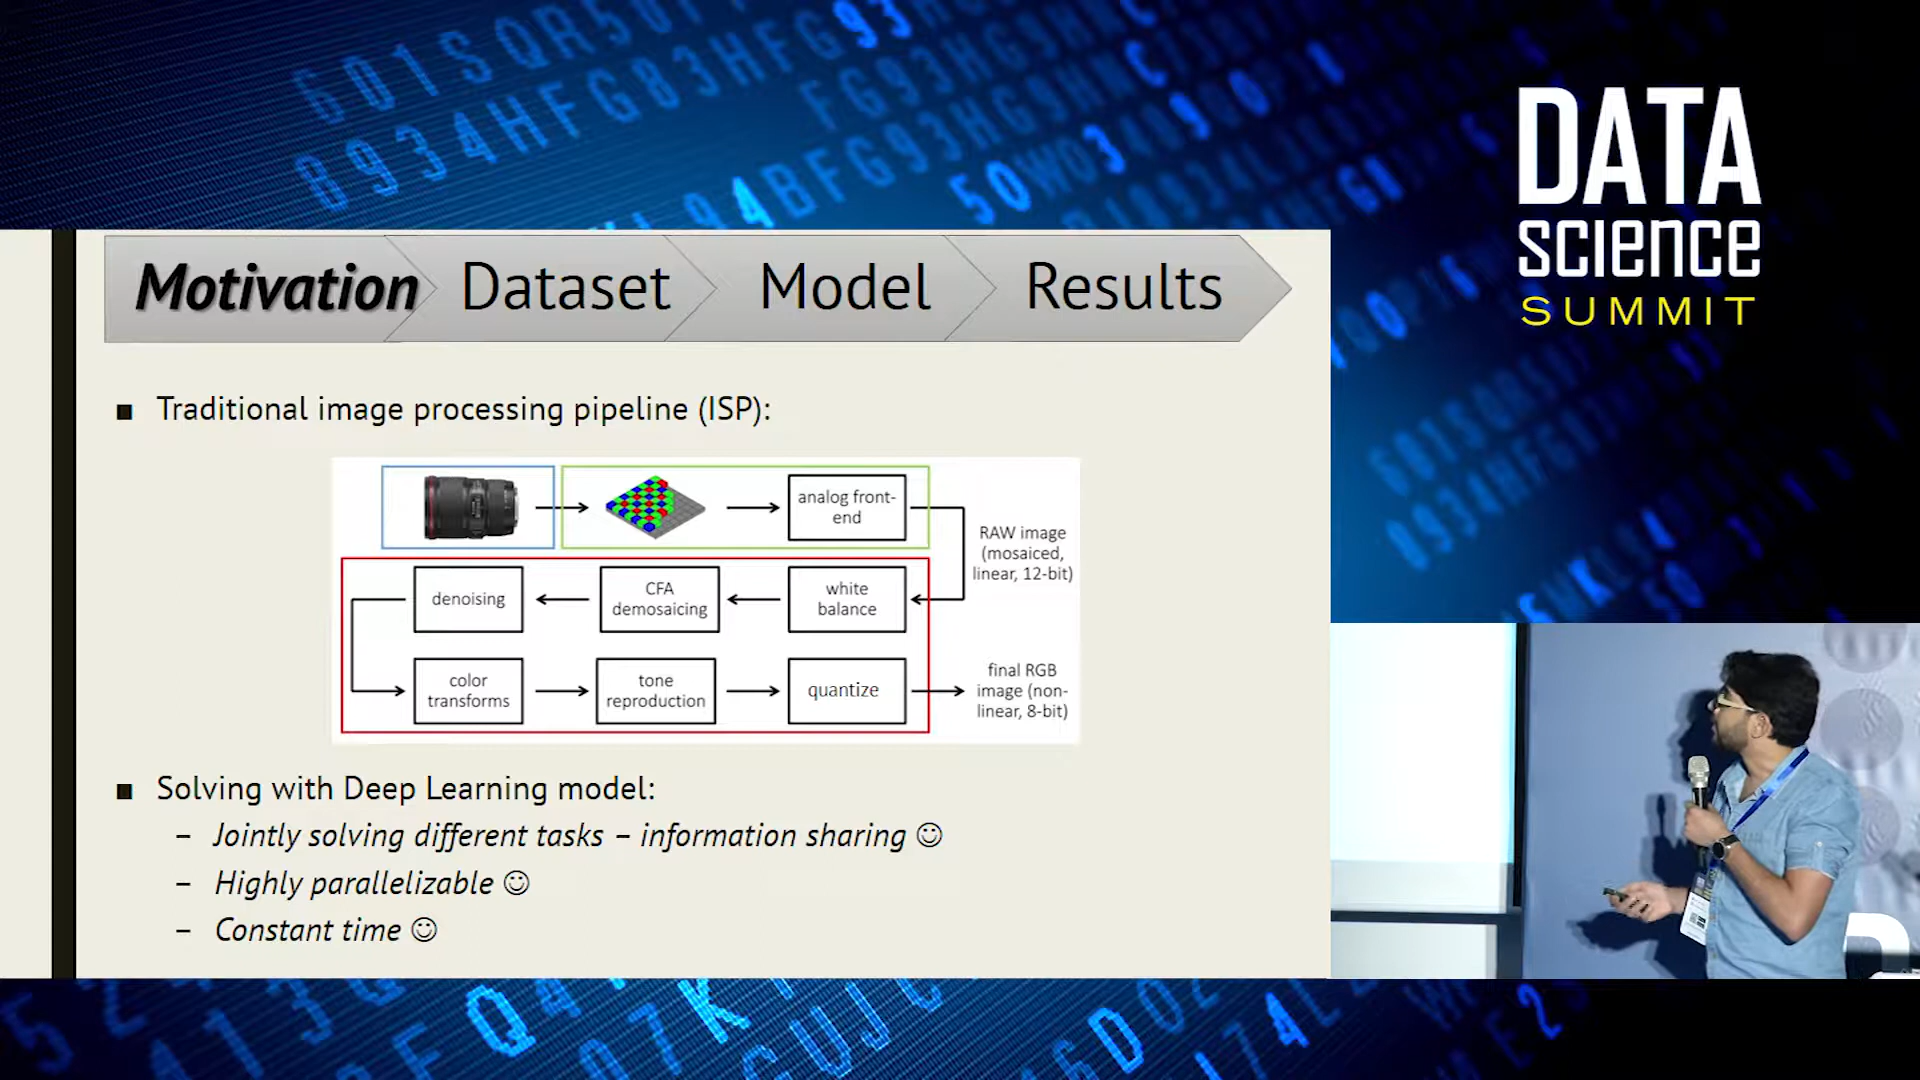 DATA
SCIENCE
SUMMIT
Motivation Dataset Model Results
Traditional image processing pipeline (ISP):
analog front-
end
RAW image
(mosaiced,
linear, 12-bit)
denoising
CFA
demosaicing
white
balance
color
transforms
tone
reproduction
quantize
final RGB
image (non-
linear, 8-bit)
Solving with Deep Learning model:
– Jointly solving different tasks – information sharing ☺
– Highly parallelizable ☺
– Constant time ☺